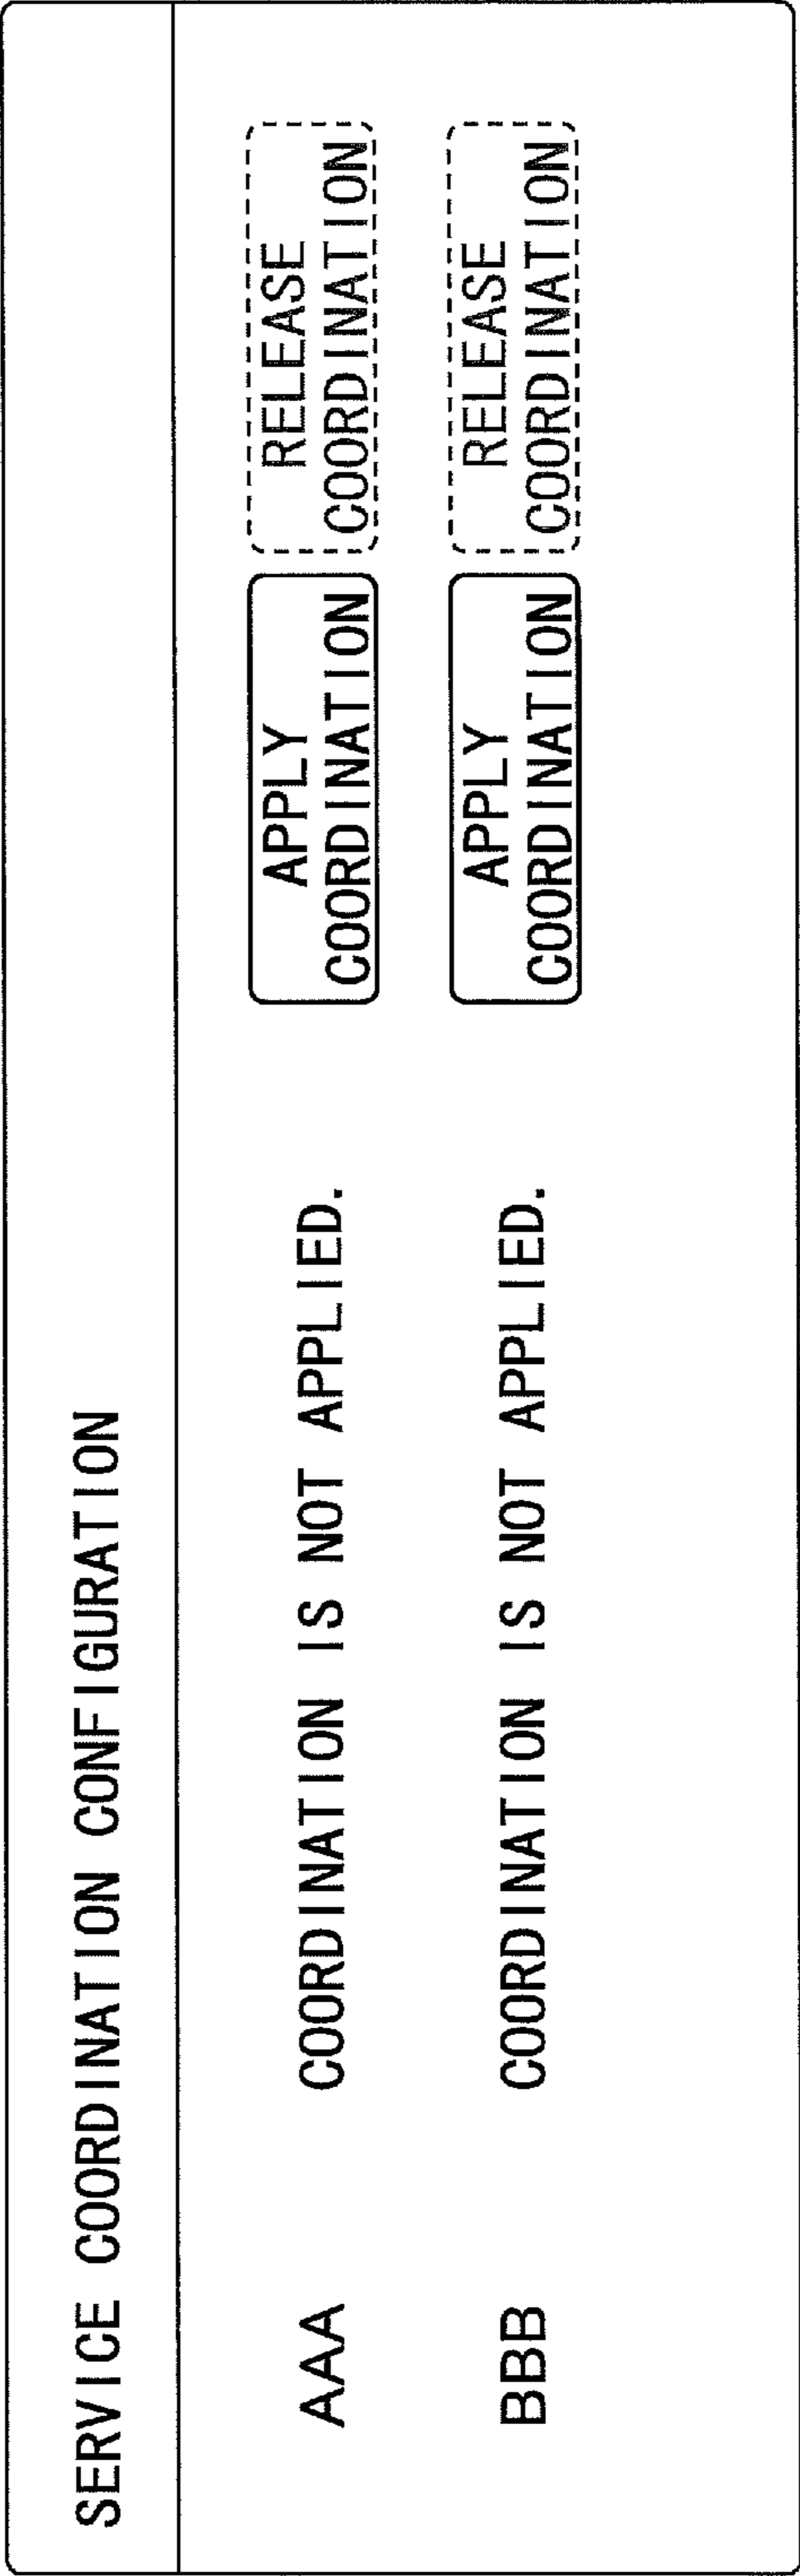 SERVICE COORDINATION CONFIGURATION
AAA COORDINATION IS NOT APPLIED.
APPLY
COORDINATION
RELEASE
COORDINATION
BBB COORDINATION IS NOT APPLIED.
APPLY
COORDINATION
RELEASE
COORDINATION